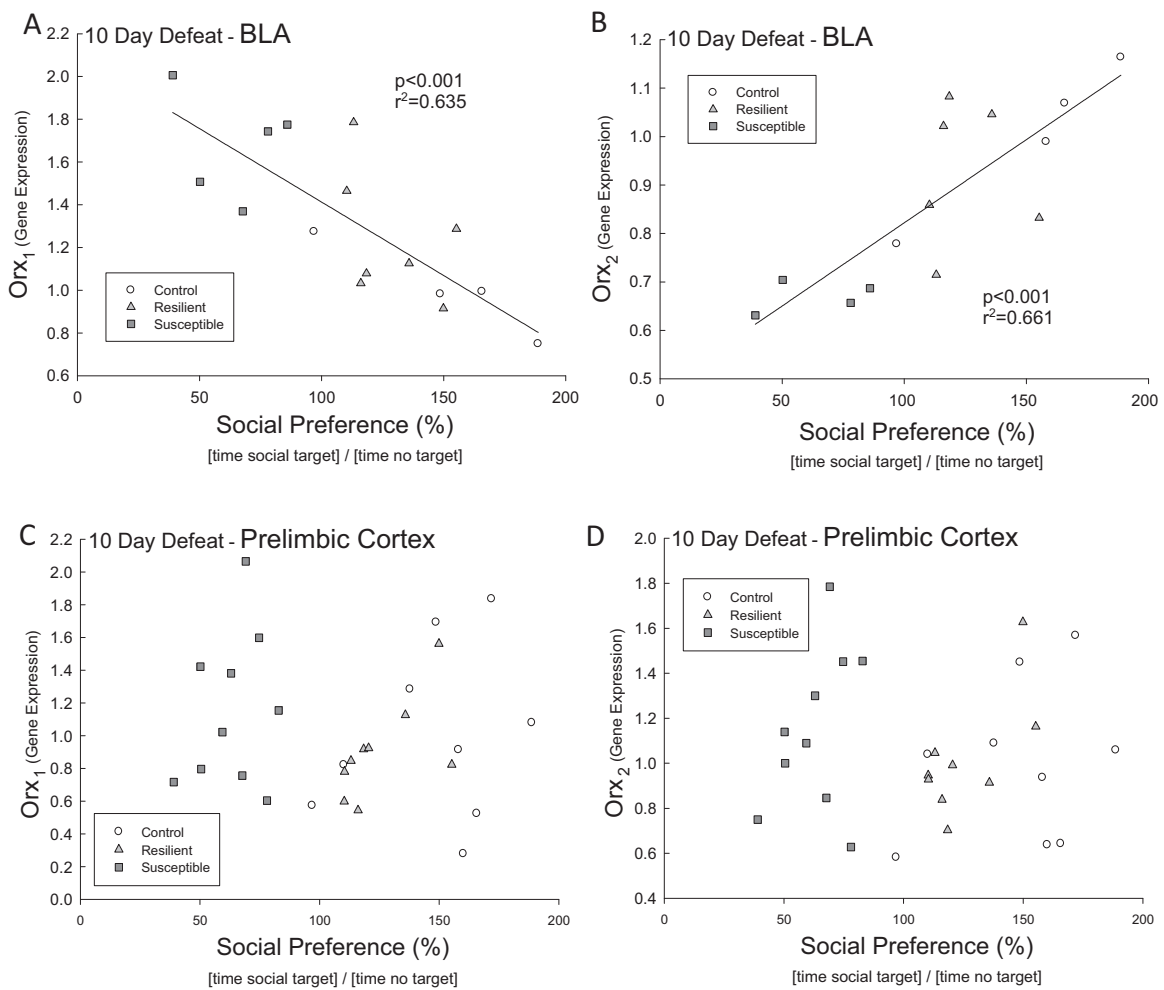 A
10 Day Defeat - BLA
2.2
2.0
1.8
1.6
1.4
1.2
1.0
0.8
0.6
Orx1 (Gene Expression)
p<0.001
r2=0.635
Control
Resilient
Susceptible
0
50
100
150
200
Social Preference (%)
[time social target] / [time no target]
B
10 Day Defeat - BLA
1.2
1.1
1.0
0.9
0.8
0.7
0.6
0.5
Orx2 (Gene Expression)
Control
Resilient
Susceptible
p<0.001
r2=0.661
0
50
100
150
200
Social Preference (%)
[time social target] / [time no target]
C
10 Day Defeat - Prelimbic Cortex
2.2
2.0
1.8
1.6
1.4
1.2
1.0
0.8
0.6
0.4
0.2
0.0
Orx1 (Gene Expression)
Control
Resilient
Susceptible
0
50
100
150
200
Social Preference (%)
[time social target] / [time no target]
D
10 Day Defeat - Prelimbic Cortex
2.0
1.8
1.6
1.4
1.2
1.0
0.8
0.6
0.4
Orx2 (Gene Expression)
Control
Resilient
Susceptible
0
50
100
150
200
Social Preference (%)
[time social target] / [time no target]